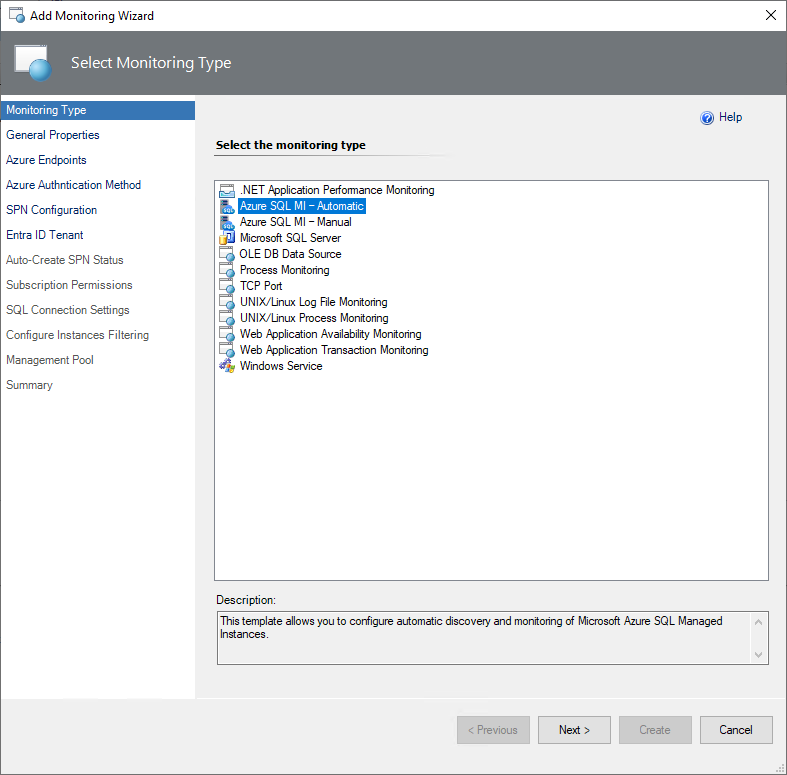 Add Monitoring Wizard
Select Monitoring Type
Monitoring Type
General Properties
Azure Endpoints
Azure Authntication Method
SPN Configuration
Entra ID Tenant
Auto-Create SPN Status
Subscription Permissions
SQL Connection Settings
Configure Instances Filtering
Management Pool
Summary
Help
Select the monitoring type
.NET Application Performance Monitoring
Azure SQL MI – Automatic
Azure SQL MI – Manual
Microsoft SQL Server
OLE DB Data Source
Process Monitoring
TCP Port
UNIX/Linux Log File Monitoring
UNIX/Linux Process Monitoring
Web Application Availability Monitoring
Web Application Transaction Monitoring
Windows Service
Description:
This template allows you to configure automatic discovery and monitoring of Microsoft Azure SQL Managed
Instances.
< Previous
Next >
Create
Cancel